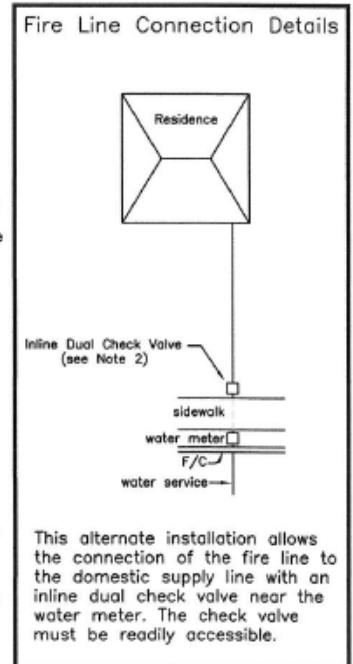 Fire Line Connection Details
Residence
Inline Dual Check Valve
(see Note 2)
sidewalk
water meter
F/C
water service
This alternate installation allows
the connection of the fire line to
the domestic supply line with an
inline dual check valve near the
water meter. The check valve
must be readily accessible.